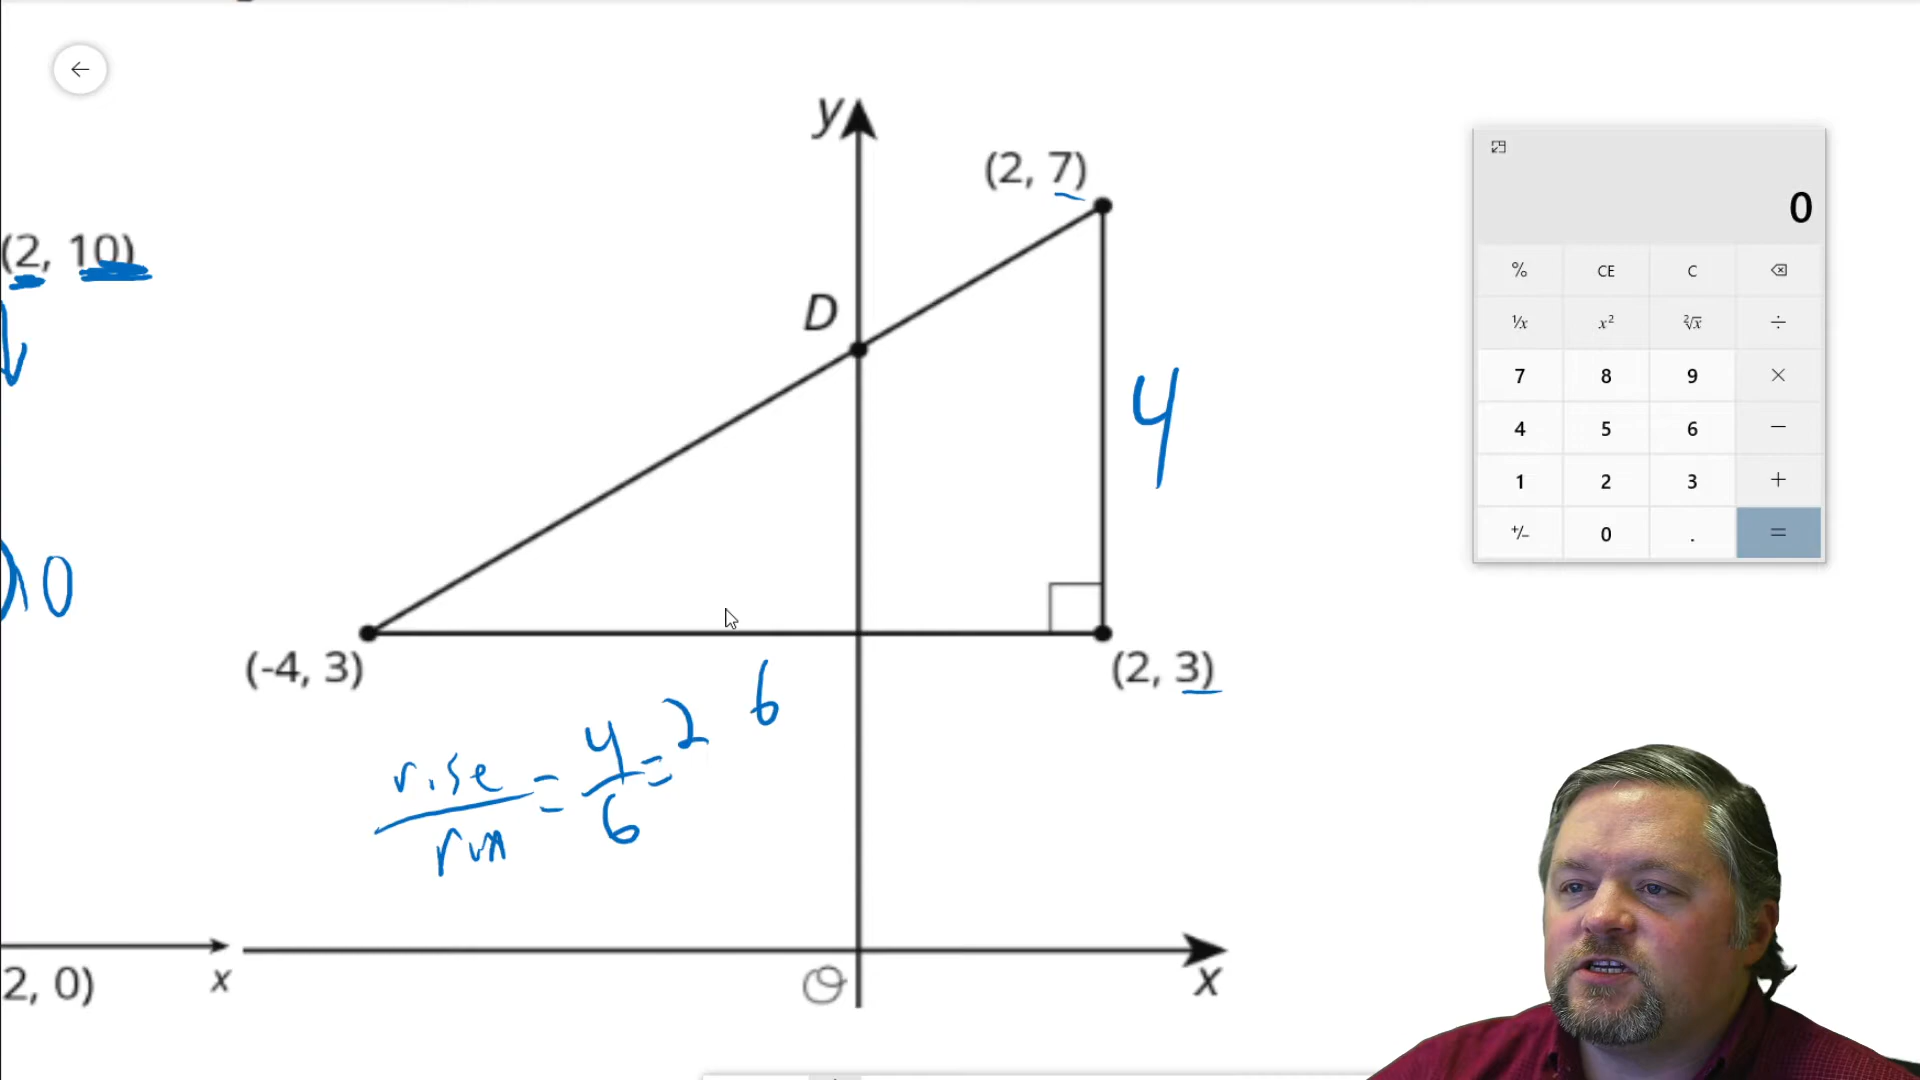 y
(2, 7)
(2, 10)
D
4
10
(-4, 3)
(2, 3)
6
rise = 4 = 2
run 6
2, 0)
x
O
x
0
% CE C
⅟x x² ²√x ÷
7 8 9 ×
4 5 6 −
1 2 3 +
+/− 0 . =